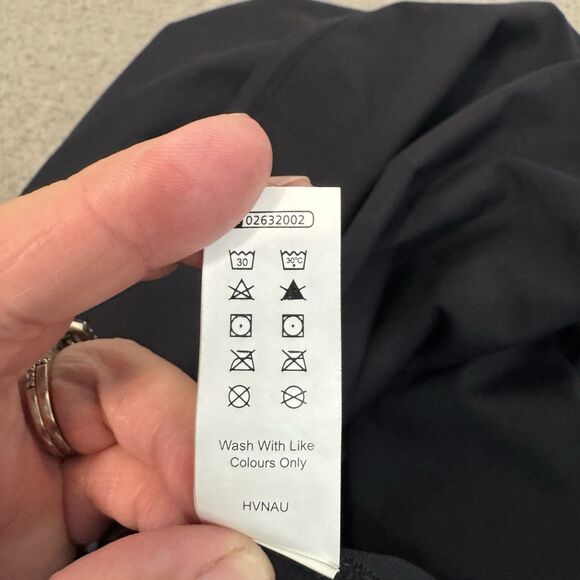 02632002
30 30°C
Wash With Like
Colours Only
HVNAU